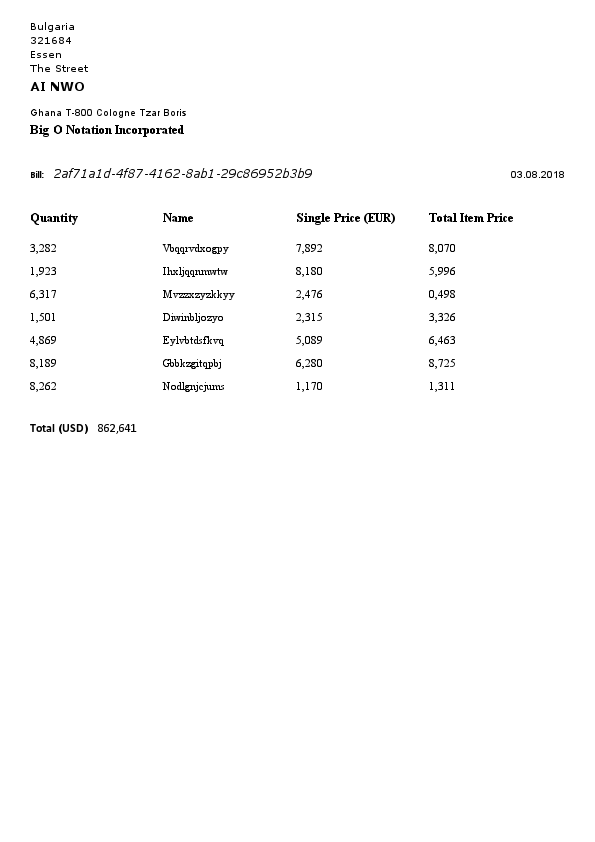 Bulgaria
321684
Essen
The Street
AI NWO
Ghana T-800 Cologne Tzar Boris
Big O Notation Incorporated
Bill: 2af71a1d-4f87-4162-8ab1-29c86952b3b9 03.08.2018
Quantity Name Single Price (EUR) Total Item Price
3,282 Vbqqrvdxogpy 7,892 8,070
1,923 Ihxljqqnmwtw 8,180 5,996
6,317 Mvzzxzyzkkyy 2,476 0,498
1,501 Diwinbljozyo 2,315 3,326
4,869 Eylvbtdsfkvq 5,089 6,463
8,189 Gbbkzgitqpbj 6,280 8,725
8,262 Nodlgnjcjums 1,170 1,311
Total (USD) 862,641